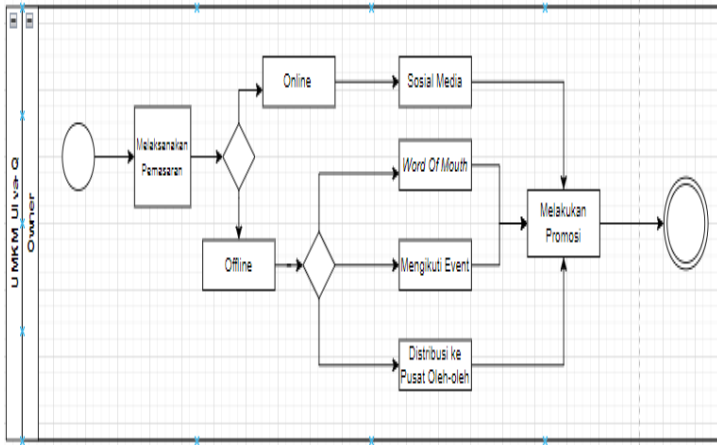 UMKM Ulva-Q
Owner
Melaksanakan
Pemasaran
Online
Sosial Media
Word Of Mouth
Offline
Mengikuti Event
Distribusi ke
Pusat Oleh-oleh
Melakukan
Promosi